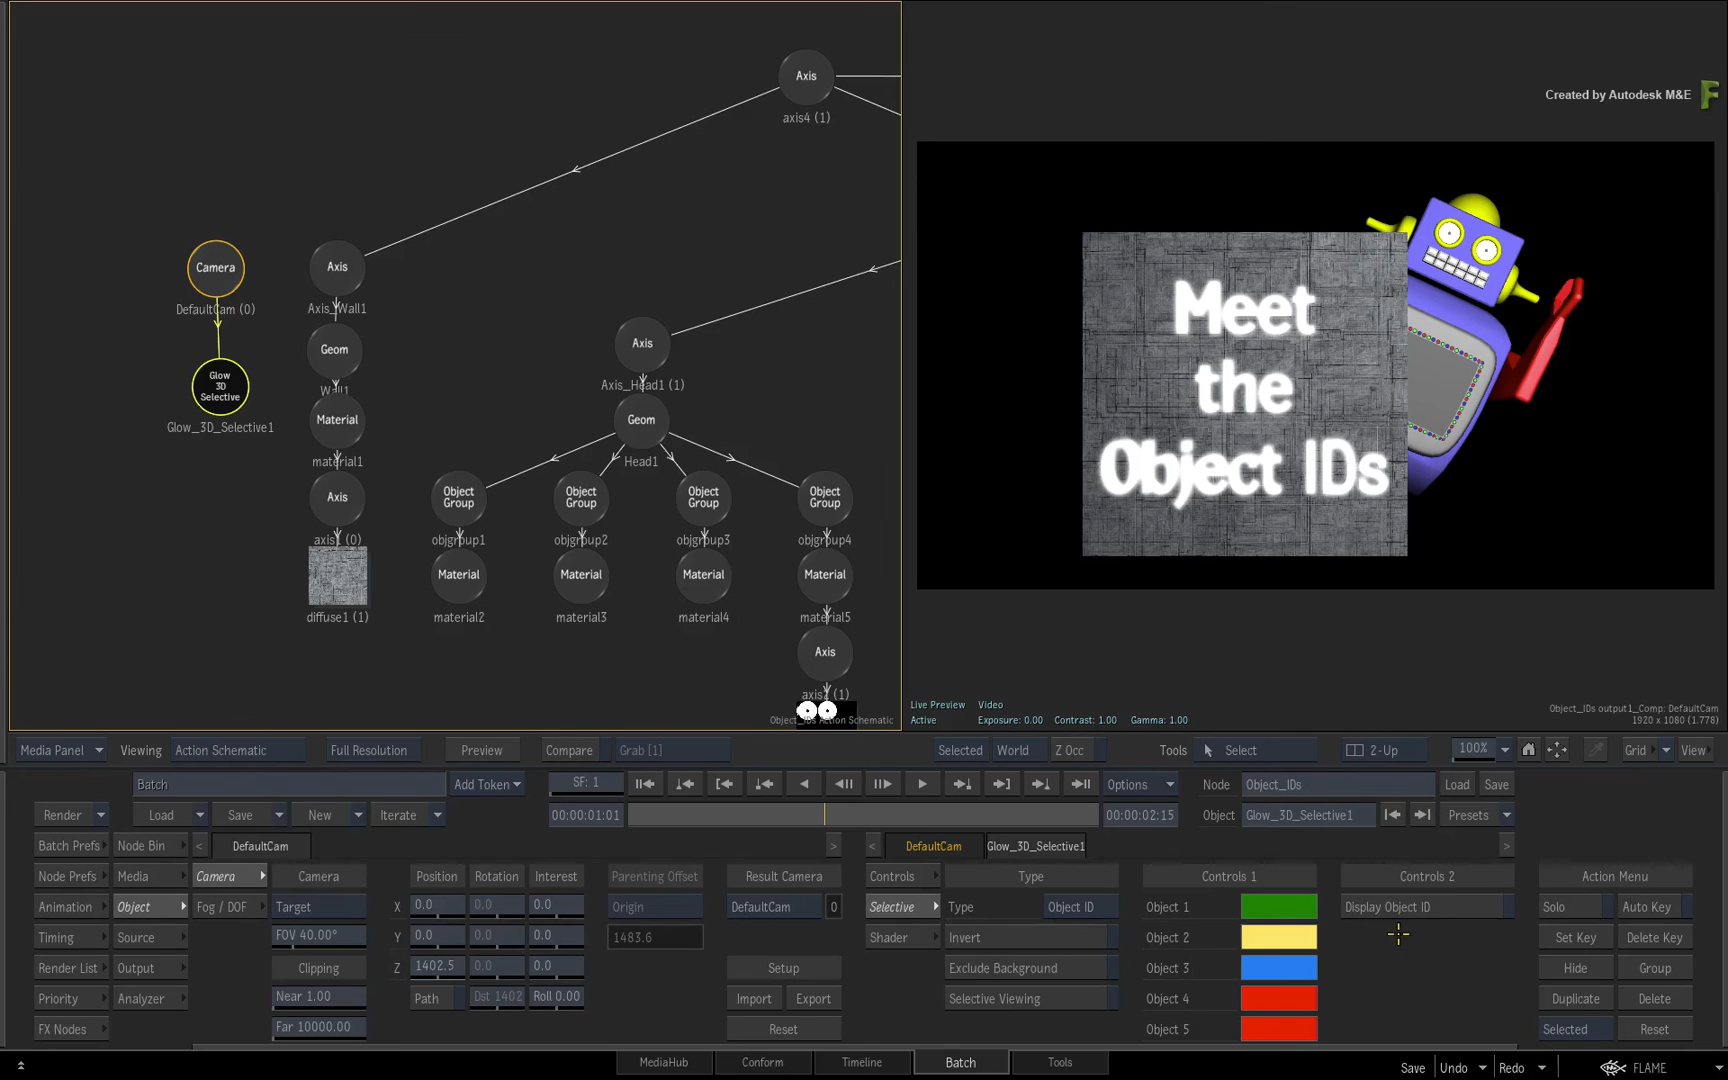 Axis
axis4 (1)
Created by Autodesk M&E
Camera
DefaultCam (0)
Axis
Axis_Wall1
Geom
Wall1
Glow
3D
Selective
Glow_3D_Selective1
Material
material1
Axis
axis1 (0)
diffuse1 (1)
Axis
Axis_Head1 (1)
Geom
Head1
Object
Group
objgroup1
Object
Group
objgroup2
Object
Group
objgroup3
Object
Group
objgroup4
Material
material2
Material
material3
Material
material4
Material
material5
Axis
axis2 (1)
Object_IDs Action Schematic
Meet
the
Object IDs
Live Preview Video
Active Exposure: 0.00 Contrast: 1.00 Gamma: 1.00
Object_IDs output1_Comp: DefaultCam
1920 x 1080 (1.778)
Media Panel Viewing Action Schematic Full Resolution Preview Compare Grab [1] Selected World Z Occ Tools Select 2-Up 100% Grid View
Batch Add Token SF: 1 Options Node Object_IDs Load Save
Render Load Save New Iterate 00:00:01:01 00:00:02:15 Object Glow_3D_Selective1 Presets
Batch Prefs Node Bin < DefaultCam > < DefaultCam Glow_3D_Selective1 >
Node Prefs Media Camera Camera Position Rotation Interest Parenting Offset Result Camera Controls Type Controls 1 Controls 2 Action Menu
Animation Object Fog / DOF Target X 0.0 0.0 0.0 Origin DefaultCam 0 Selective Type Object ID Object 1 Display Object ID Solo Auto Key
Timing Source FOV 40.00° Y 0.0 0.0 0.0 1483.6 Shader Invert Object 2 Set Key Delete Key
Render List Output Clipping Z 1402.5 0.0 0.0 Setup Exclude Background Object 3 Hide Group
Priority Analyzer Near 1.00 Path Dst 1402 Roll 0.00 Import Export Selective Viewing Object 4 Duplicate Delete
FX Nodes Far 10000.00 Reset Object 5 Selected Reset
MediaHub Conform Timeline Batch Tools Save Undo Redo FLAME